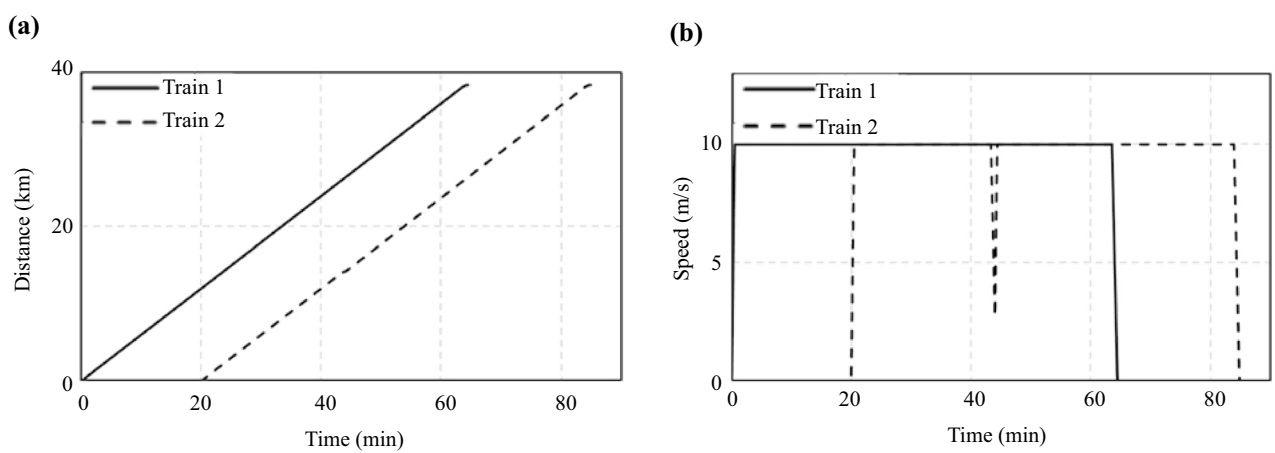 (a)
40
Train 1
Train 2
20
Distance (km)
0
0 20 40 60 80
Time (min)
(b)
Train 1
Train 2
10
5
Speed (m/s)
0
0 20 40 60 80
Time (min)